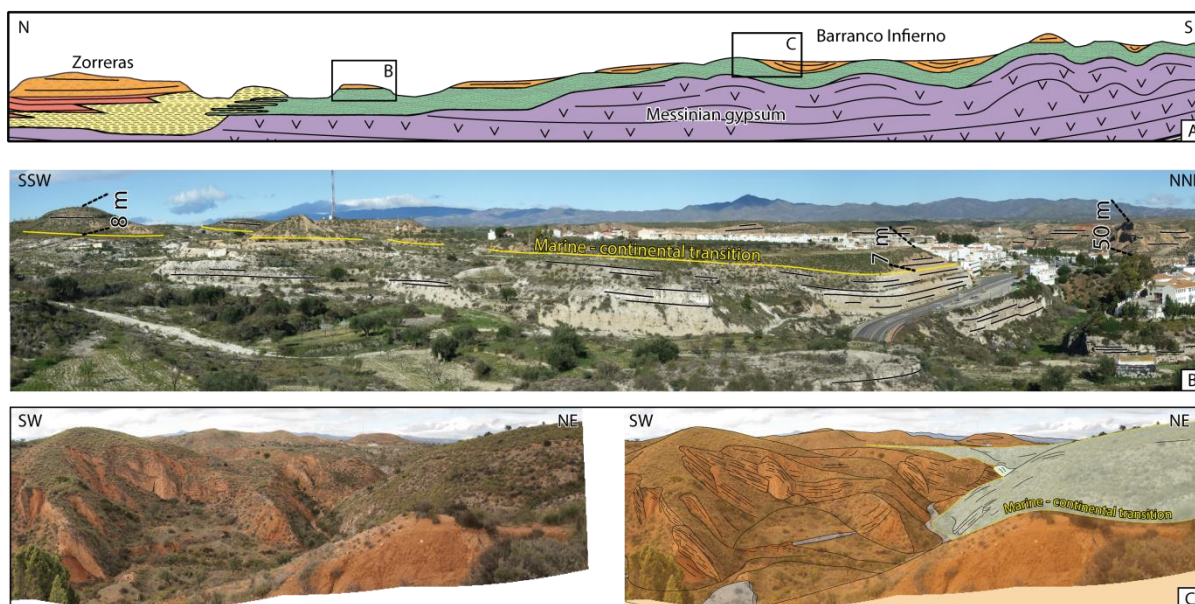 N
S
Zorreras
B
C
Barranco Infierno
Messinian gypsum
A
SSW
NNE
8 m
Marine - continental transition
7 m
50 m
B
SW
NE
SW
NE
Marine - continental transition
C